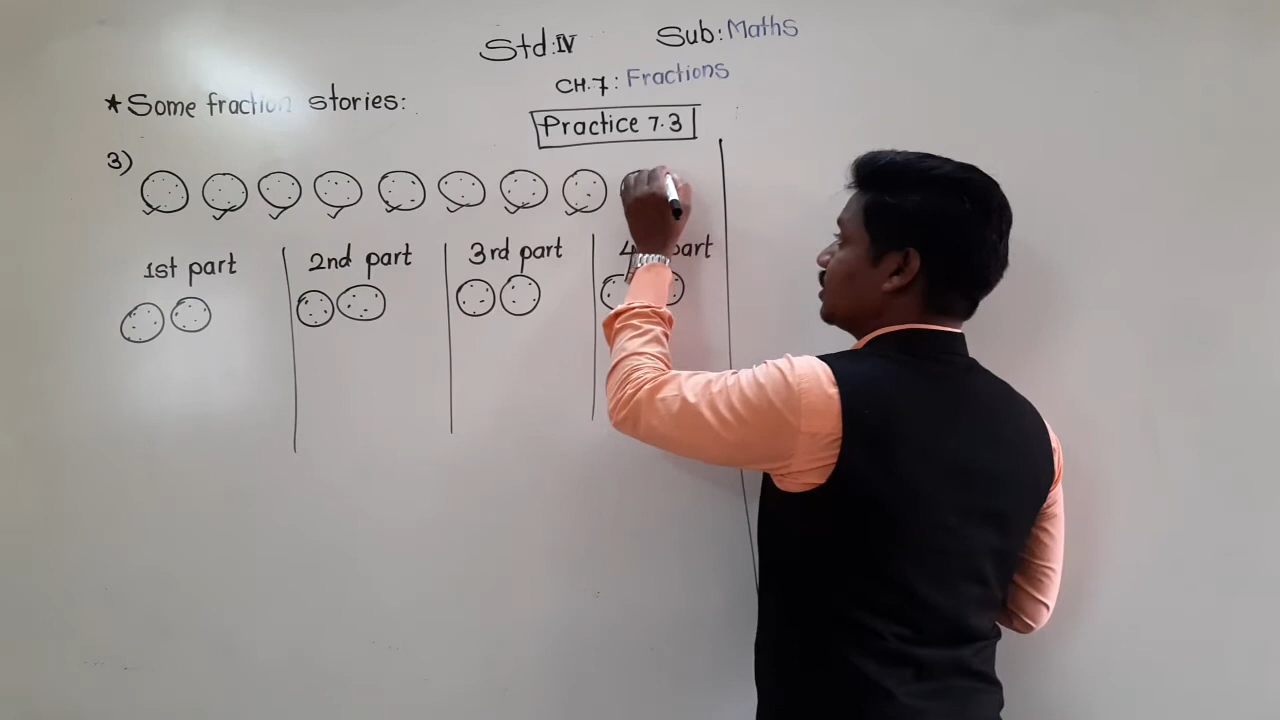 Std:IV Sub: Maths
CH.7: Fractions
*Some fraction stories:
Practice 7.3
3)
1st part 2nd part 3rd part 4 part